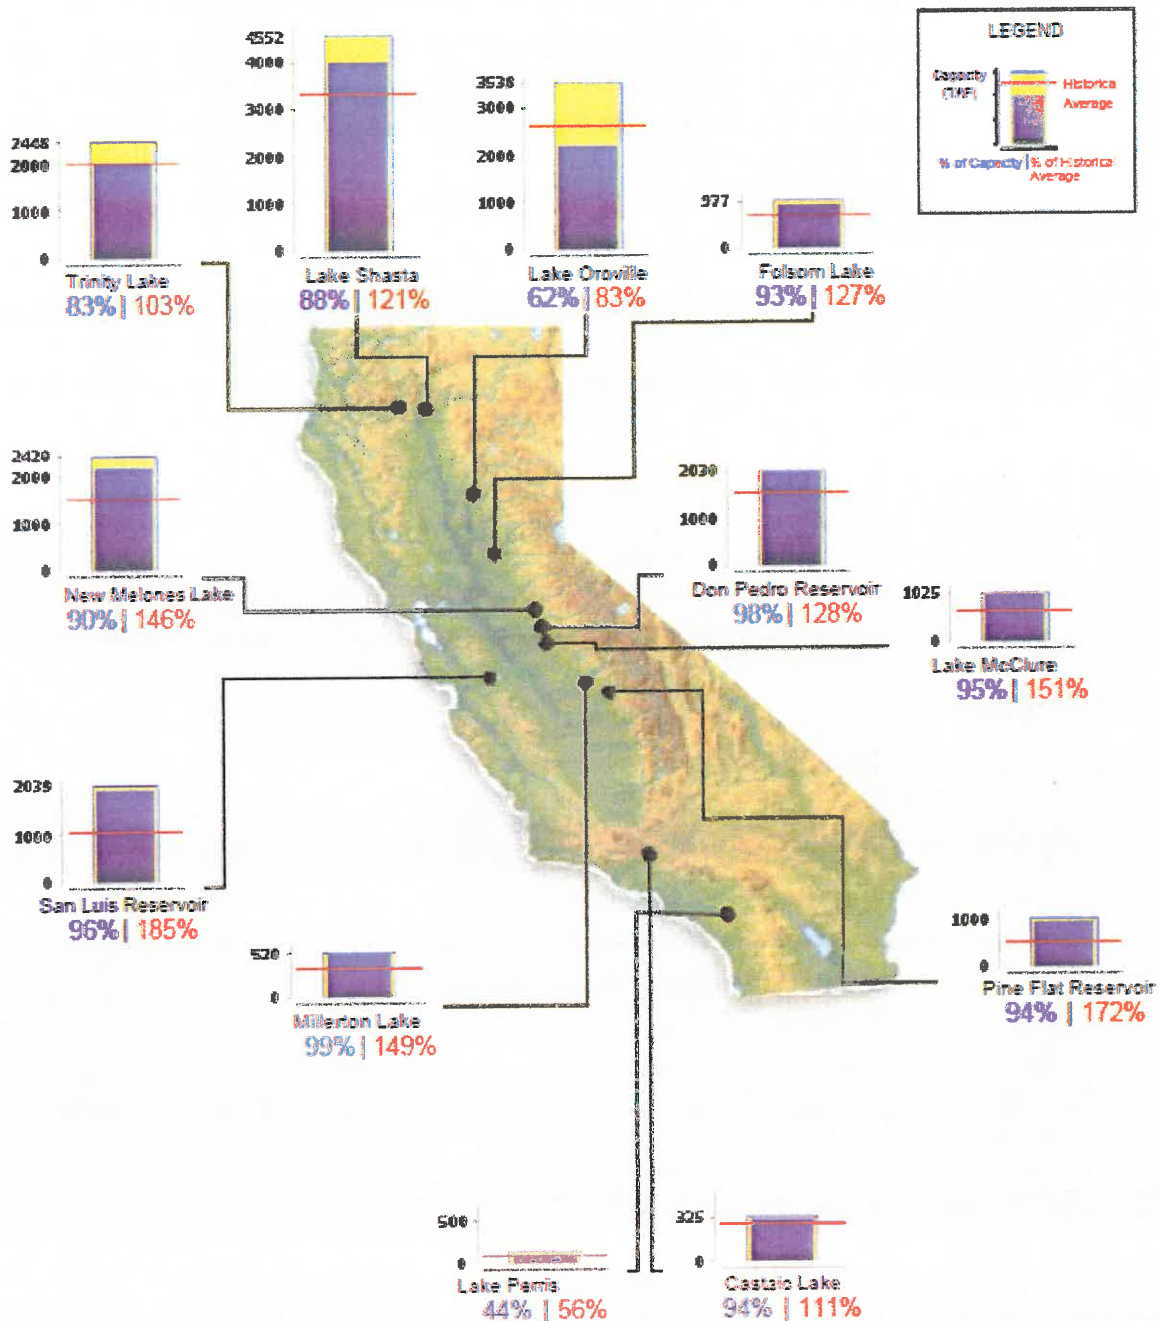 LEGEND
Capacity
(TAF)
Historica
Average
% of Capacity | % of Historica
Average
4552
4000
3000
2000
1000
0
Lake Shasta
88% | 121%
3538
3000
2000
1000
0
Lake Oroville
62% | 83%
2448
2000
1000
0
Trinity Lake
83% | 103%
977
0
Folsom Lake
93% | 127%
2420
2000
1000
0
New Melones Lake
90% | 146%
2030
1000
0
Don Pedro Reservoir
98% | 128%
1025
0
Lake McClure
95% | 151%
2039
1000
0
San Luis Reservoir
96% | 185%
520
0
Millerton Lake
99% | 149%
1000
0
Pine Flat Reservoir
94% | 172%
500
0
Lake Perris
44% | 56%
325
0
Castaic Lake
94% | 111%